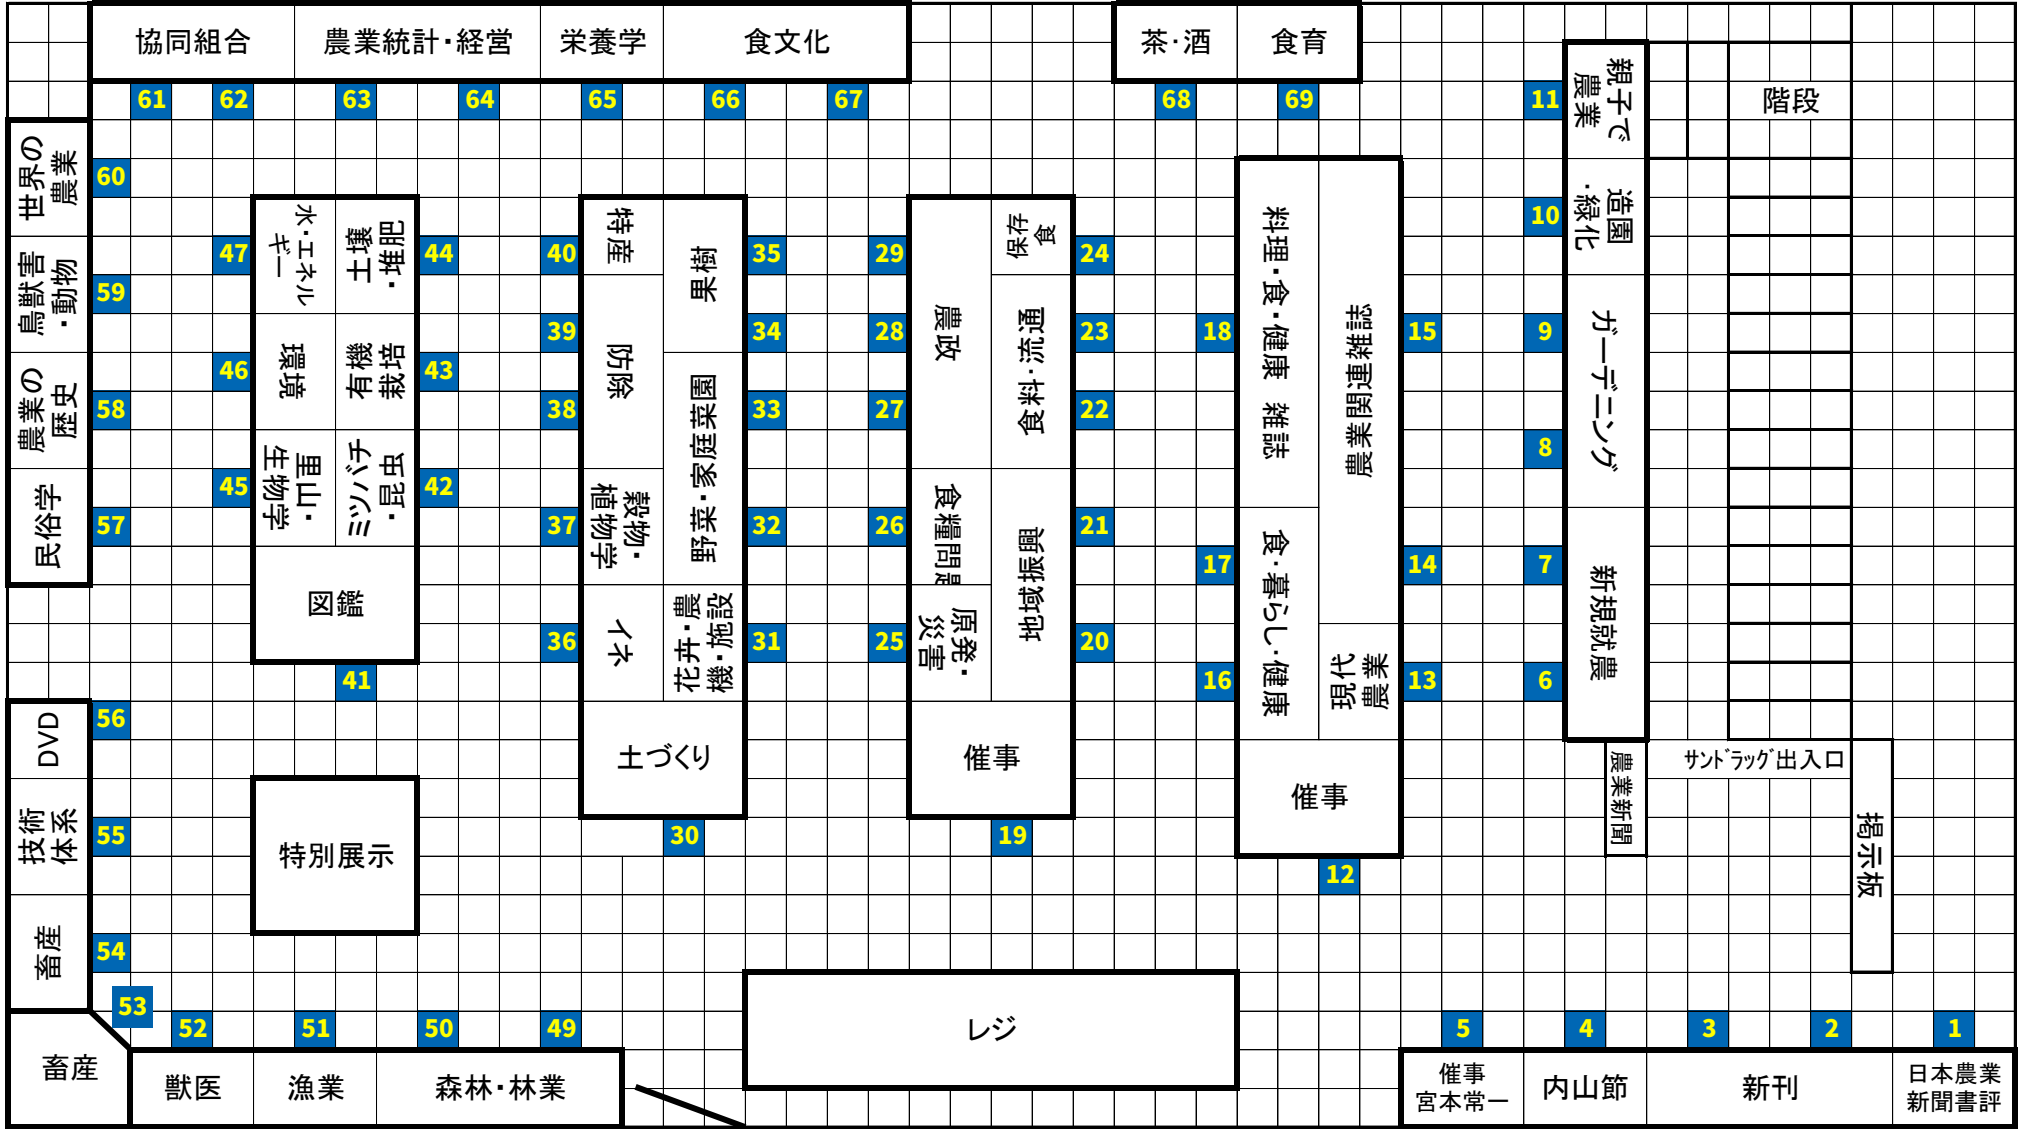 協同組合
農業統計・経営
栄養学
食文化
茶・酒
食育
61
62
63
64
65
66
67
68
69
11
親子で
農業
階段
世界の
農業
60
10
造園
・緑化
47
水・エネル
ギー
土壌
・堆肥
44
40
特産
果樹
35
29
農政
保存
食
24
料理・食・健康 雑誌
農業関連雑誌
鳥獣害
・動物
59
39
防除
34
28
食料・流通
23
18
15
9
ガーデニング
46
環境
有機
栽培
43
農業の
歴史
58
38
野菜・家庭菜園
33
27
22
8
45
里山・
生物学
ミツバチ
・昆虫
42
民俗学
57
37
穀物・
植物学
32
26
食糧問題
地域振興
21
17
食・暮らし・健康
14
7
新規就農
図鑑
36
イネ
花卉・農
機・施設
31
25
原発・
災害
20
16
現代
農業
13
6
41
DVD
56
土づくり
催事
催事
農業新聞
サンドラッグ出入口
掲示板
技術
体系
55
特別展示
30
19
12
畜産
54
53
52
51
50
49
レジ
5
4
3
2
1
畜産
獣医
漁業
森林・林業
催事
宮本常一
内山節
新刊
日本農業
新聞書評